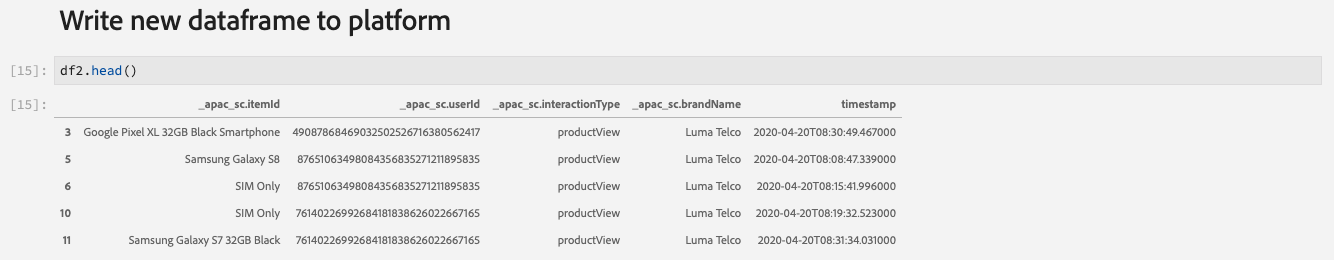 Write new dataframe to platform
[15]: df2.head()
[15]: _apac_sc.itemId _apac_sc.userId _apac_sc.interactionType _apac_sc.brandName timestamp
3 Google Pixel XL 32GB Black Smartphone 49087868469032502526716380562417 productView Luma Telco 2020-04-20T08:30:49.467000
5 Samsung Galaxy S8 87651063498084356835271211895835 productView Luma Telco 2020-04-20T08:08:47.339000
6 SIM Only 87651063498084356835271211895835 productView Luma Telco 2020-04-20T08:15:41.996000
10 SIM Only 76140226992684181838626022667165 productView Luma Telco 2020-04-20T08:19:32.523000
11 Samsung Galaxy S7 32GB Black 76140226992684181838626022667165 productView Luma Telco 2020-04-20T08:31:34.031000